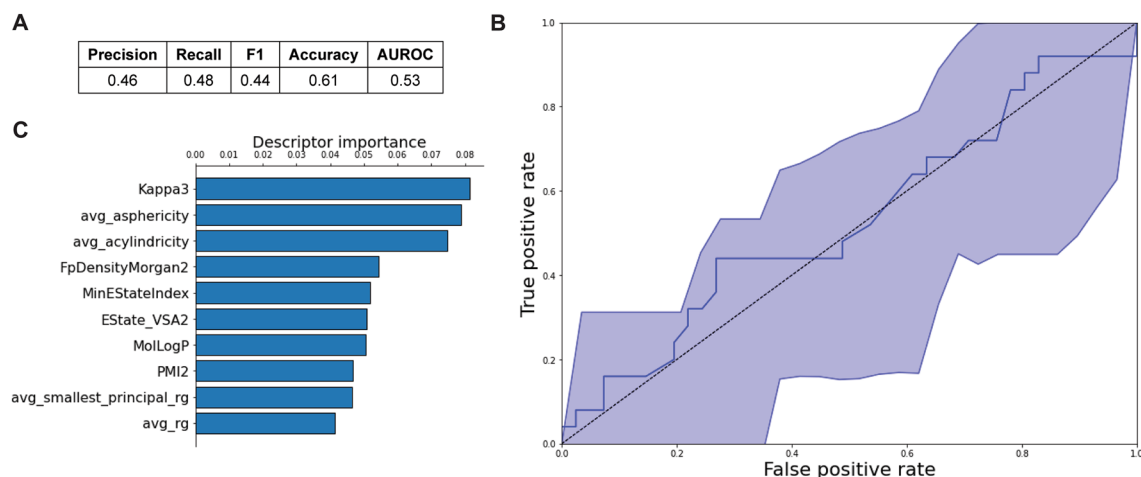 A
Precision Recall F1 Accuracy AUROC
0.46 0.48 0.44 0.61 0.53
C
Descriptor importance
0.00 0.01 0.02 0.03 0.04 0.05 0.06 0.07 0.08
Kappa3
avg_asphericity
avg_acylindricity
FpDensityMorgan2
MinEStateIndex
EState_VSA2
MolLogP
PMI2
avg_smallest_principal_rg
avg_rg
B
True positive rate
1.0
0.8
0.6
0.4
0.2
0.0
0.0 0.2 0.4 0.6 0.8 1.0
False positive rate